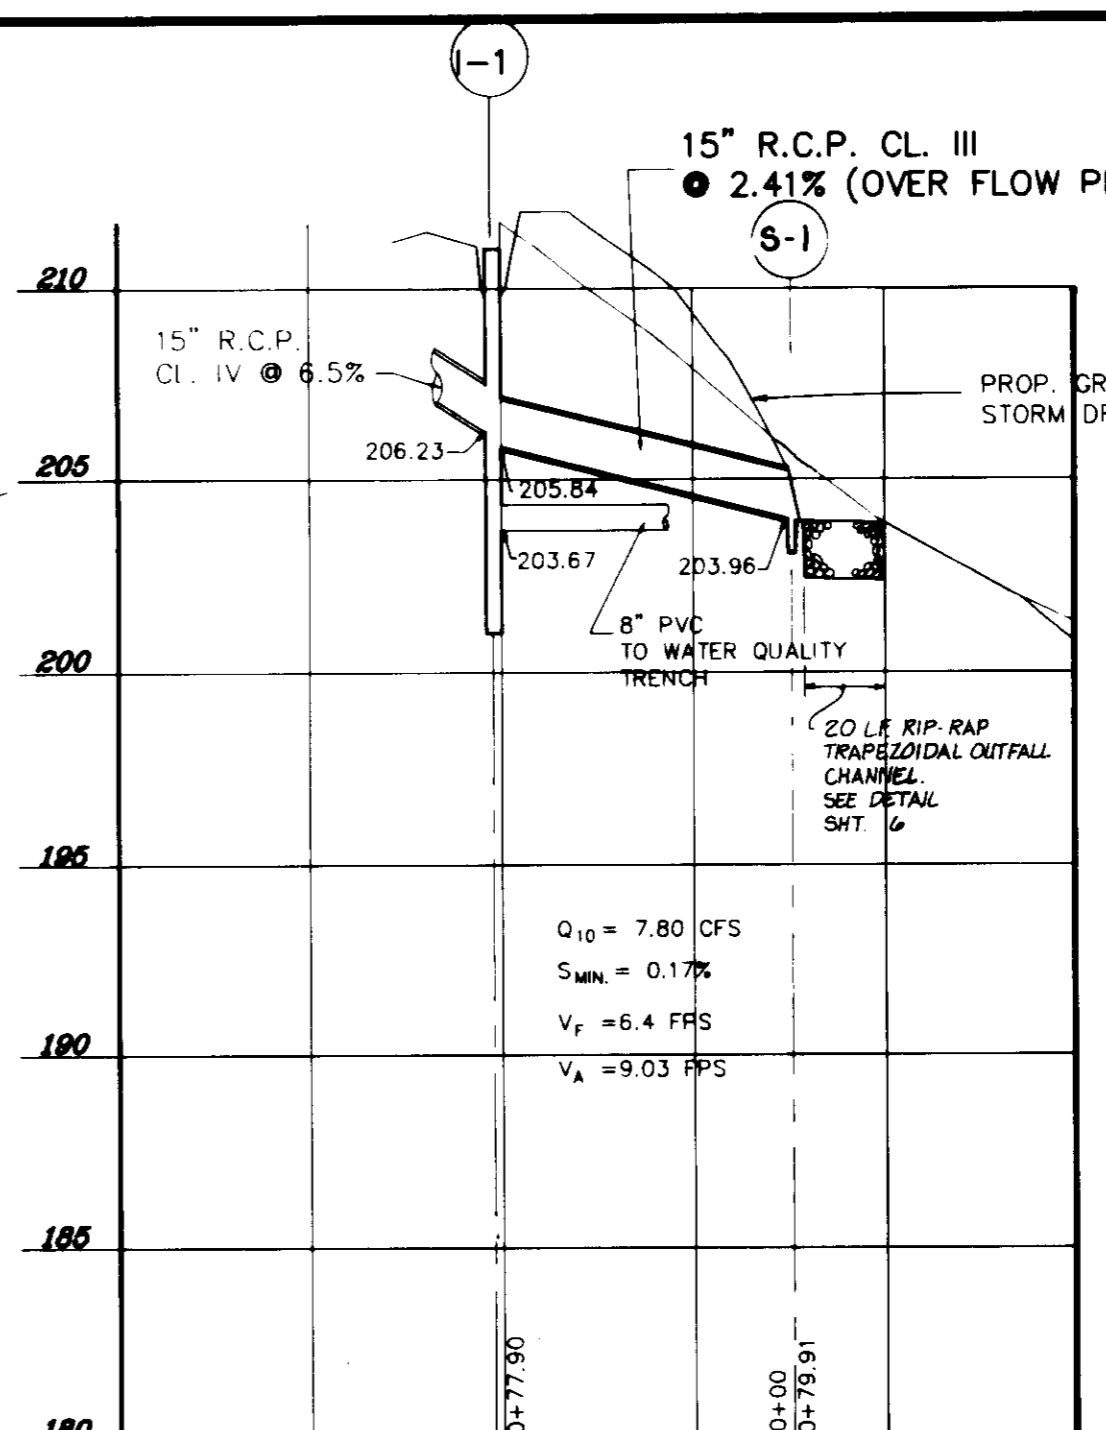 I-1
15" R.C.P. CL. III
@ 2.41% (OVER FLOW
S-1
210
15" R.C.P.
CL. IV @ 6.5%
PROP.
STORM
206.23
205
205.84
203.67
203.96
8" PVC
TO WATER QUALITY
TRENCH
200
20 LF RIP-RAP
TRAPEZOIDAL OUTFALL
CHANNEL.
SEE DETAIL
SHT. 6
195
Q10 = 7.80 CFS
SMIN. = 0.17%
VF =6.4 FPS
190
VA =9.03 FPS
185
0+77.90
0+00
0+79.91
180